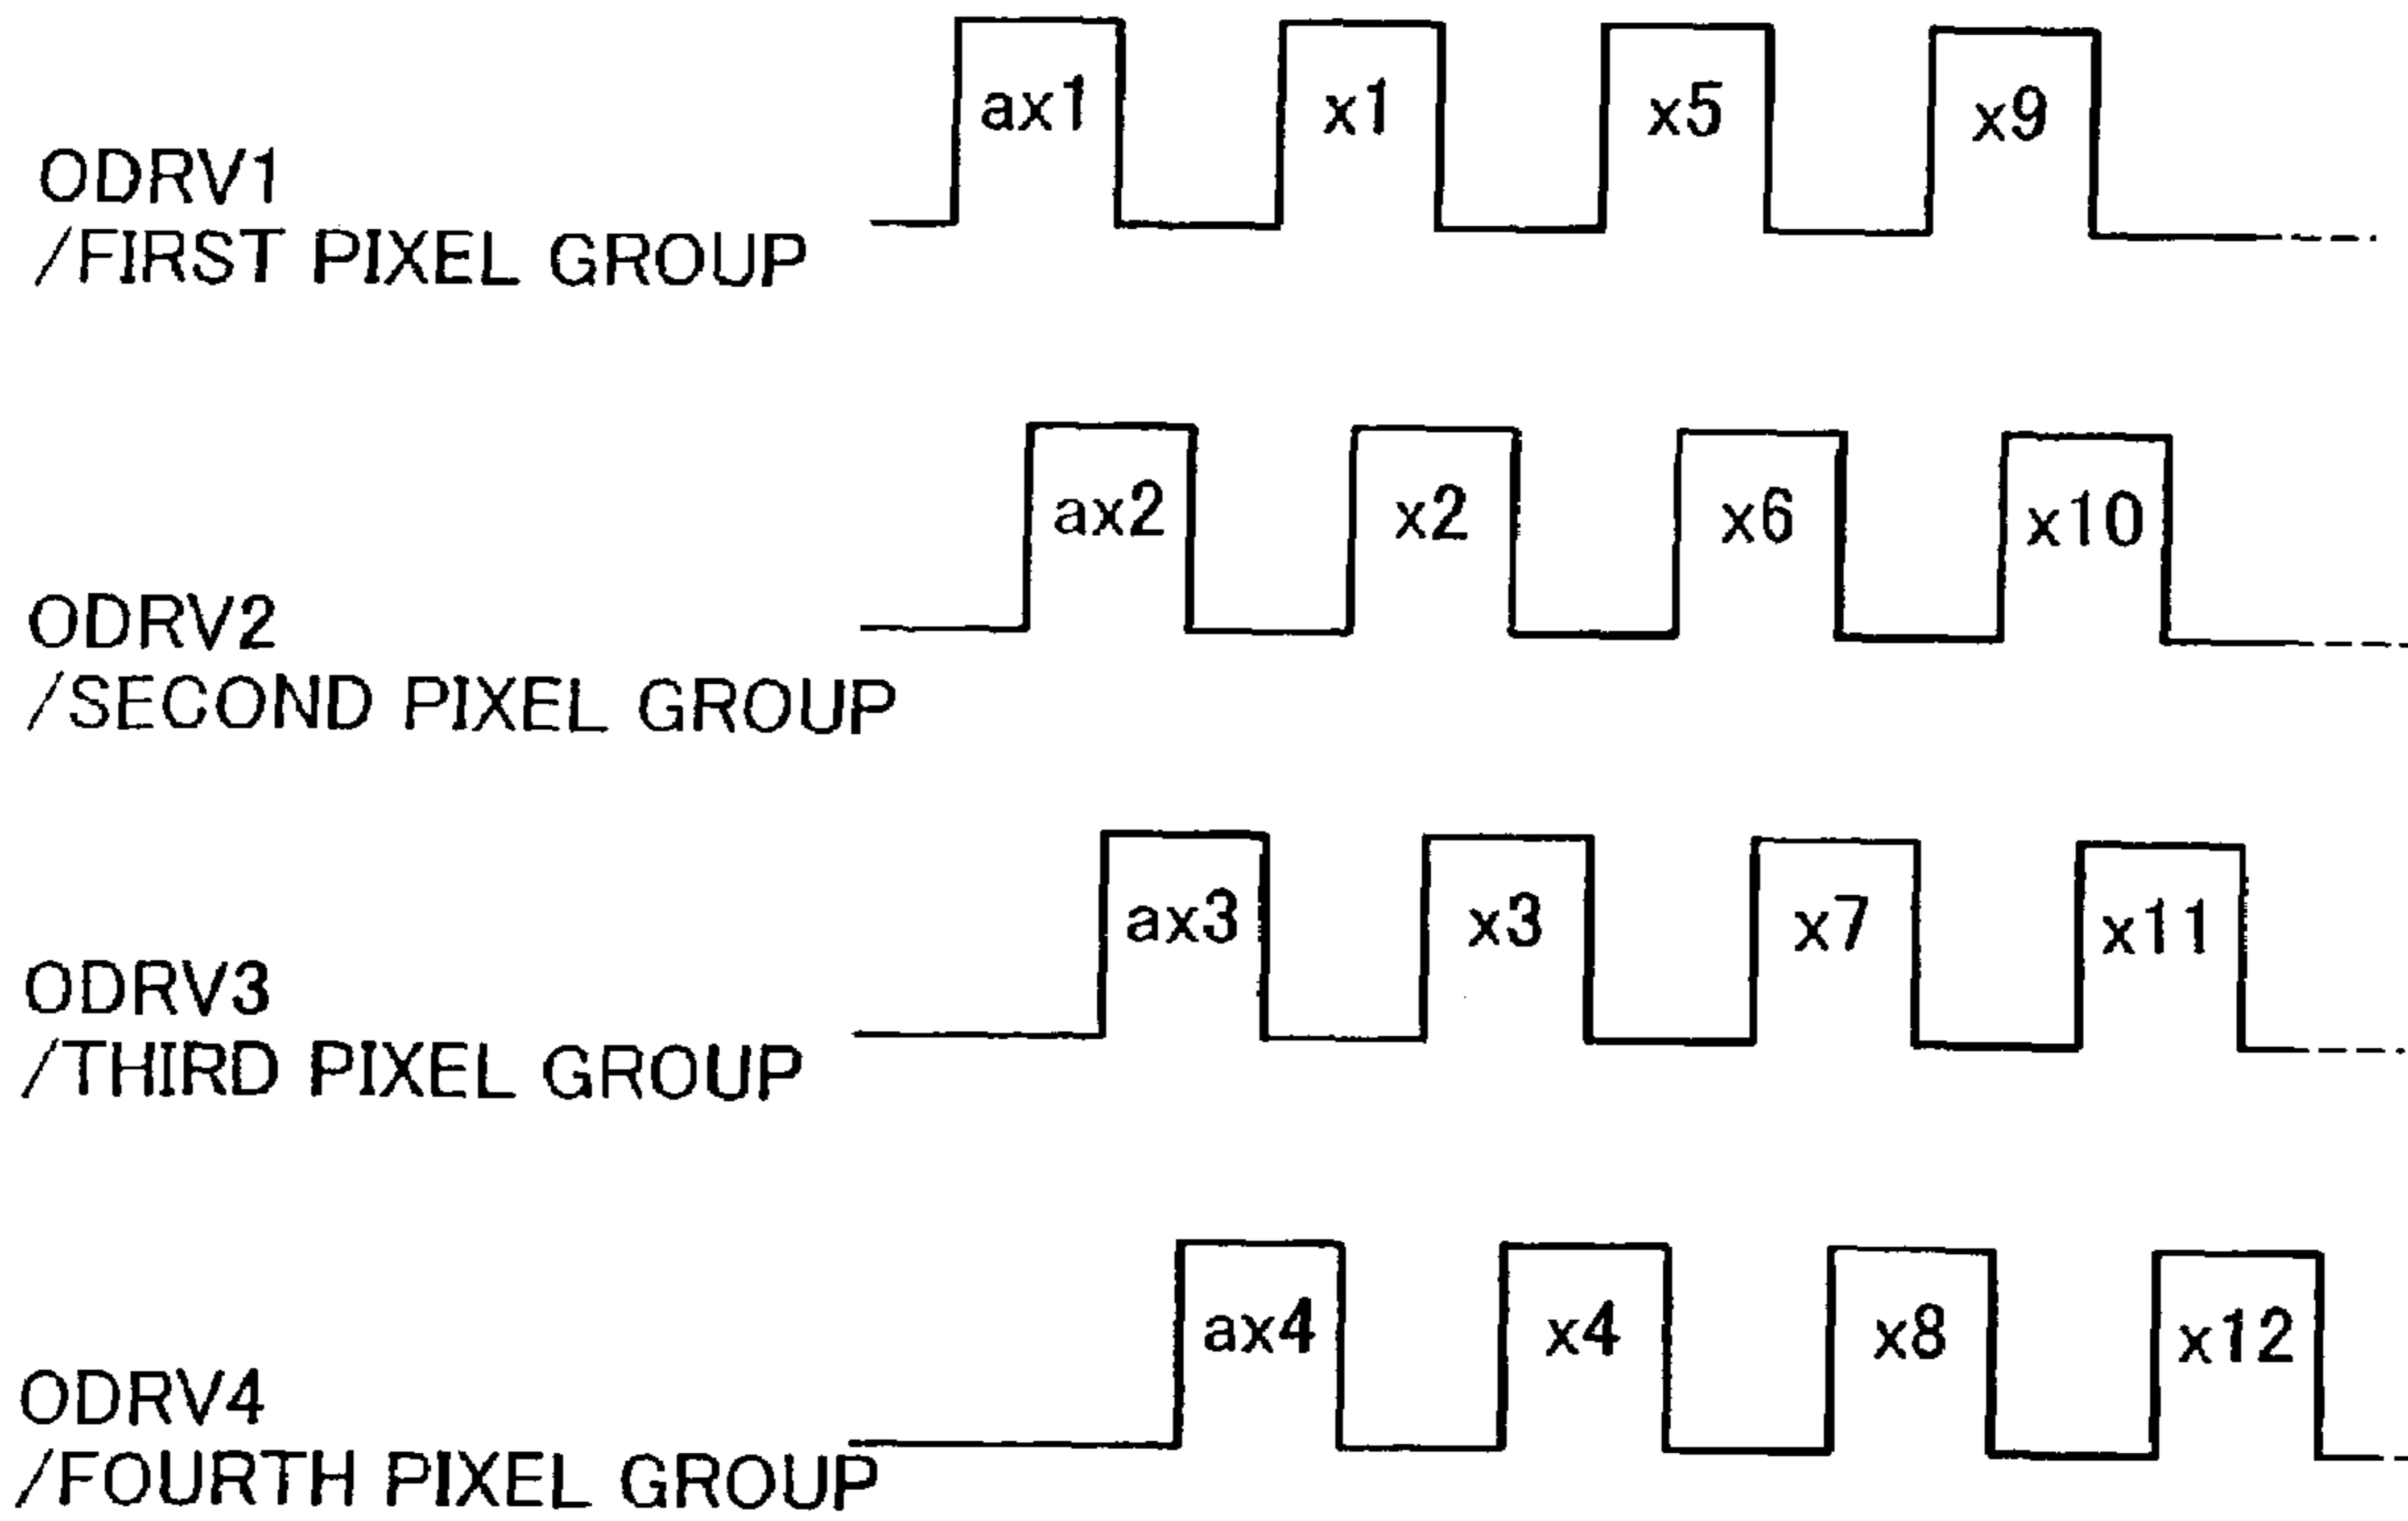 ax1 x1 x5 x9
ODRV1
/FIRST PIXEL GROUP
ax2 x2 x6 x10
ODRV2
/SECOND PIXEL GROUP
ax3 x3 x7 x11
ODRV3
/THIRD PIXEL GROUP
ax4 x4 x8 x12
ODRV4
/FOURTH PIXEL GROUP